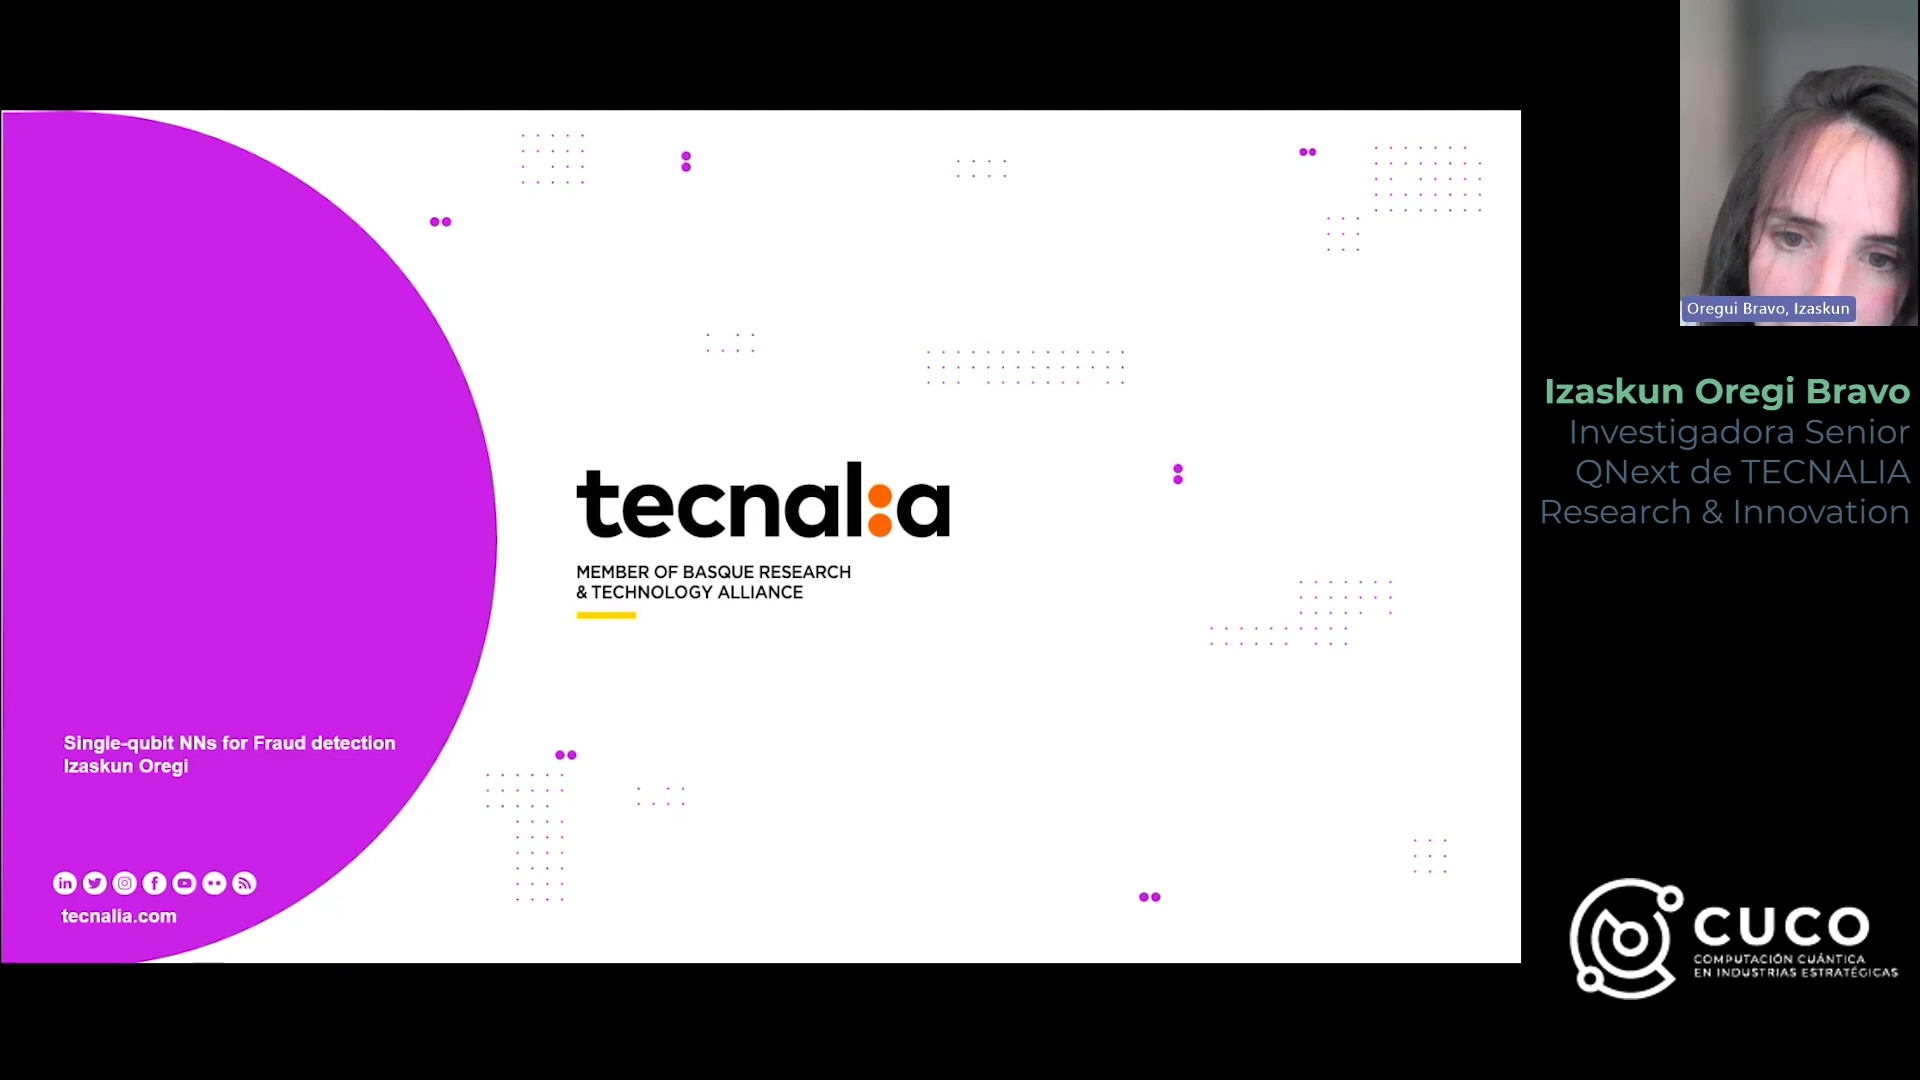 tecnalia
MEMBER OF BASQUE RESEARCH
& TECHNOLOGY ALLIANCE
Single-qubit NNs for Fraud detection
Izaskun Oregi
tecnalia.com
Oregui Bravo, Izaskun
Izaskun Oregi Bravo
Investigadora Senior
QNext de TECNALIA
Research & Innovation
CUCO
COMPUTACIÓN CUÁNTICA
EN INDUSTRIAS ESTRATÉGICAS